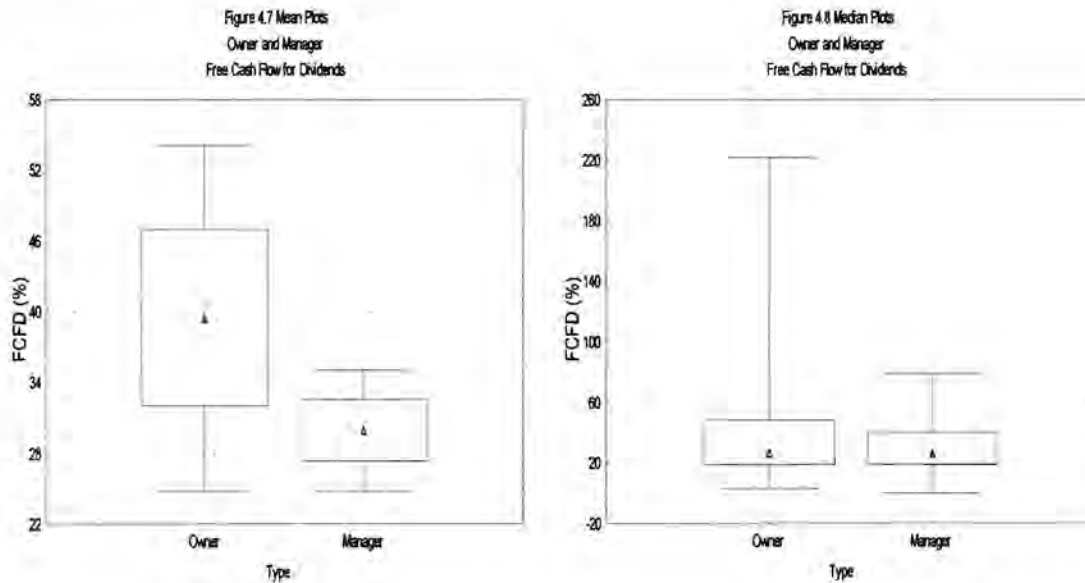 Figure 4.7 Mean Plots
Owner and Manager
Free Cash Flow for Dividends
58
52
46
40
34
28
22
FCFD (%)
Owner
Manager
Type
Figure 4.8 Median Plots
Owner and Manager
Free Cash Flow for Dividends
260
220
180
140
100
60
20
-20
FCFD (%)
Owner
Manager
Type